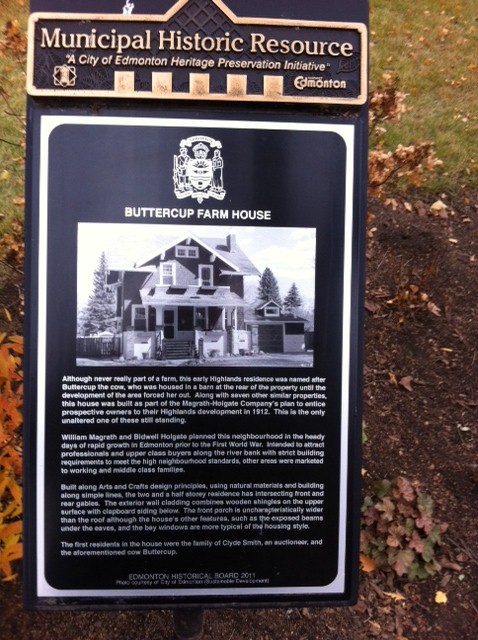 Municipal Historic Resource
"A City of Edmonton Heritage Preservation Initiative"
Edmonton
BUTTERCUP FARM HOUSE
Although never really part of a farm, this early Highlands residence was named after
Buttercup the cow, who was housed in a barn at the rear of the property until the
development of the area forced her out. Along with seven other similar properties,
this house was built as part of the Magrath-Holgate Company's plan to entice
prospective owners to their Highlands development in 1912. This is the only
unaltered one of these still standing.
William Magrath and Bidwell Holgate planned this neighbourhood in the heady
days of rapid growth in Edmonton prior to the First World War. Intended to attract
professionals and upper class buyers along the river bank with strict building
requirements to meet the high neighbourhood standards, other areas were marketed
to working and middle class families.
Built along Arts and Crafts design principles, using natural materials and building
along simple lines, the two and a half storey residence has intersecting front and
rear gables. The exterior wall cladding combines wooden shingles on the upper
surface with clapboard siding below. The front porch is uncharacteristically wider
than the roof although the house's other features, such as the exposed beams
under the eaves, and the bey windows are more typical of the housing style.
The first residents in the house were the family of Clyde Smith, an auctioneer, and
the aforementioned cow Buttercup.
EDMONTON HISTORICAL BOARD 2011
Photo courtesy of City of Edmonton (Sustainable Development)